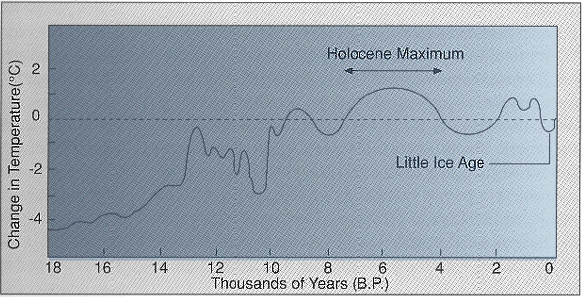 Holocene Maximum
Change in Temperature(°C)
2
0
-2
-4
Little Ice Age
18 16 14 12 10 8 6 4 2 0
Thousands of Years (B.P.)